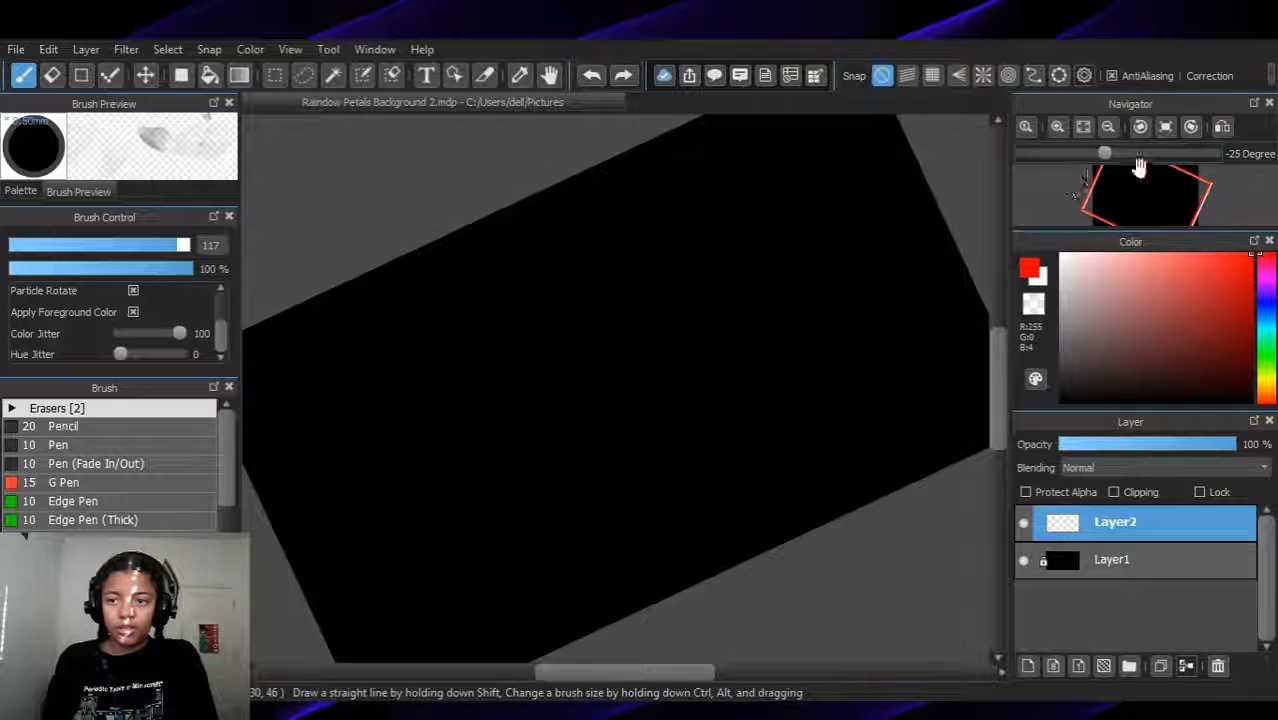 File Edit Layer Filter Select Snap Color View Tool Window Help
Snap AntiAliasing Correction
Brush Preview
Raindow Petals Background 2.mdp - C:/Users/dell/Pictures
Navigator
0.50mm
-25 Degree
Palette Brush Preview
Brush Control
Color
117
100 %
Particle Rotate
Apply Foreground Color
Color Jitter 100
Hue Jitter 0
R:255
G:0
B:4
Brush
Erasers [2]
20 Pencil
10 Pen
10 Pen (Fade In/Out)
15 G Pen
10 Edge Pen
10 Edge Pen (Thick)
Layer
Opacity 100 %
Blending Normal
Protect Alpha Clipping Lock
Layer2
Layer1
30, 46 ) Draw a straight line by holding down Shift, Change a brush size by holding down Ctrl, Alt, and dragging